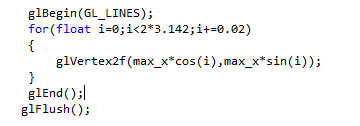 glBegin(GL_LINES);
for(float i=0;i<2*3.142;i+=0.02)
{
glVertex2f(max_x*cos(i),max_x*sin(i));
}
glEnd();
glFlush();